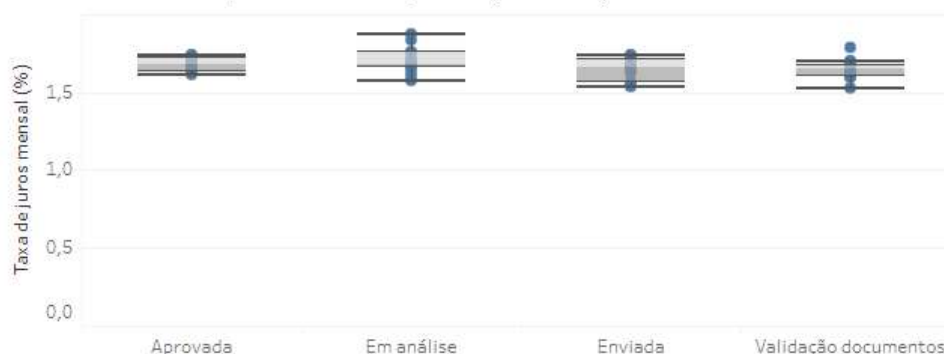 Taxa de juros mensal (%)
1,5
1,0
0,5
0,0
Aprovada
Em análise
Enviada
Validação documentos